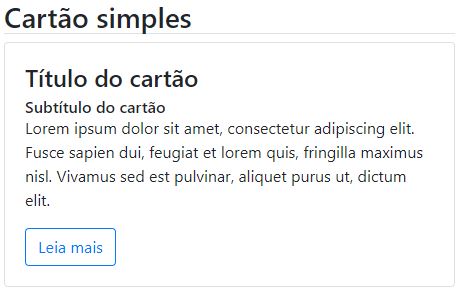 Cartão simples
Título do cartão
Subtítulo do cartão
Lorem ipsum dolor sit amet, consectetur adipiscing elit.
Fusce sapien dui, feugiat et lorem quis, fringilla maximus
nisl. Vivamus sed est pulvinar, aliquet purus ut, dictum
elit.
Leia mais